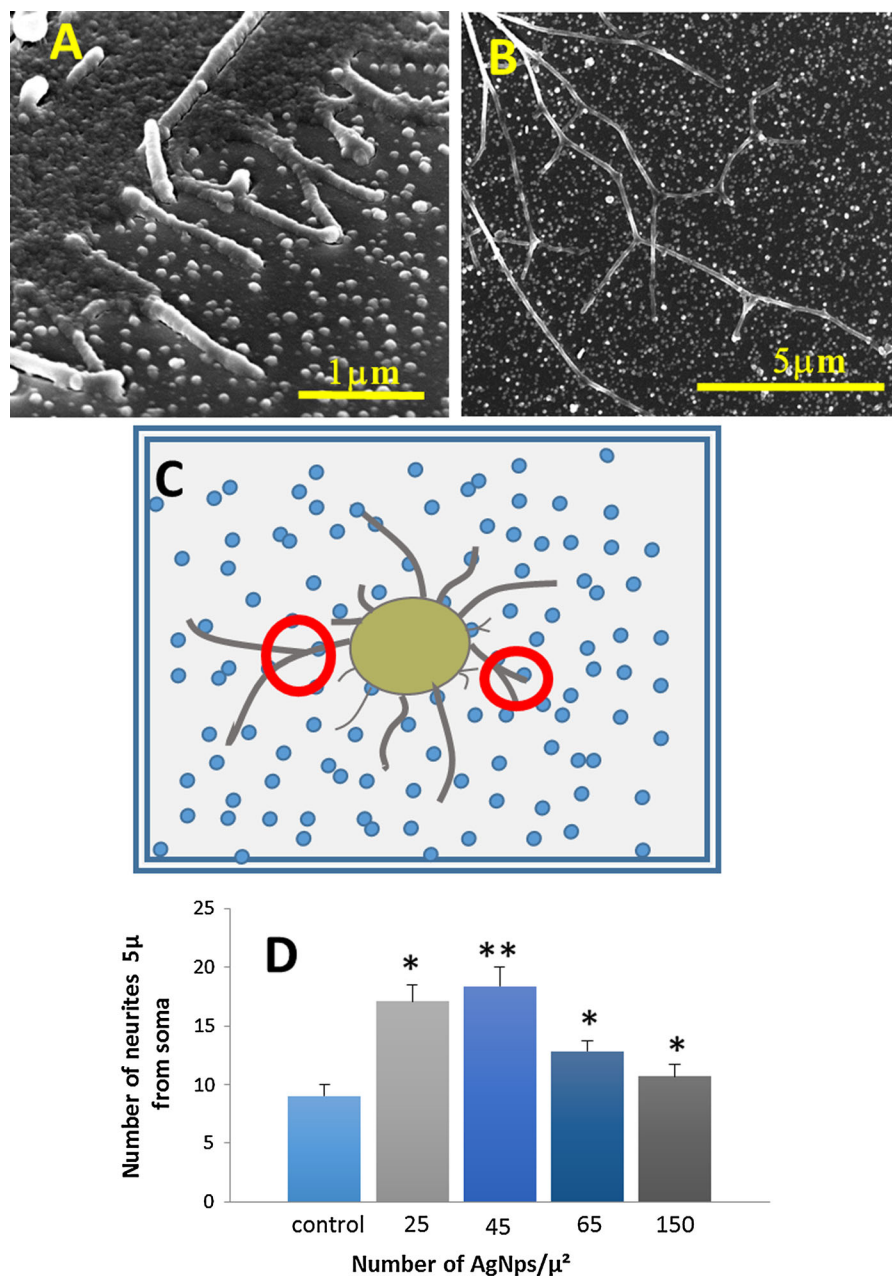 A
1µm
B
5µm
C
D
Number of neurites 5µ
from soma
25
20
15
10
5
0
*
**
*
*
control 25 45 65 150
Number of AgNps/µ²